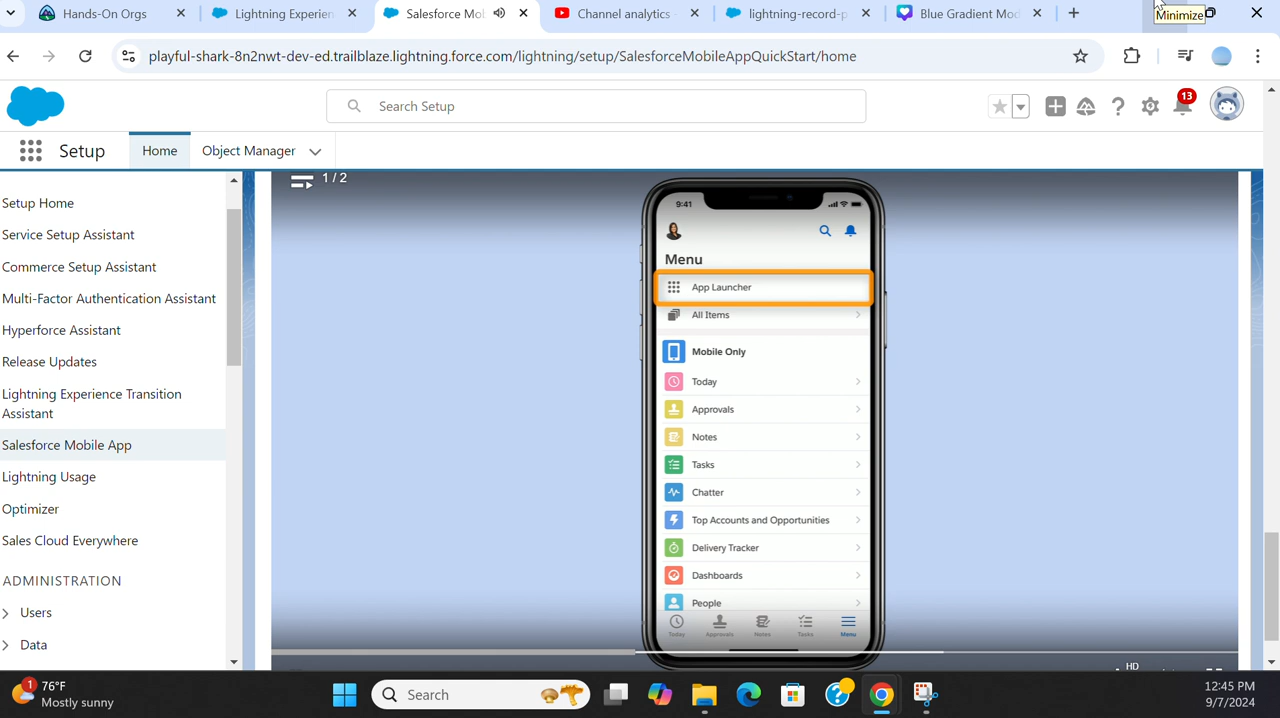 Hands-On Orgs
Lightning Experien
Salesforce Mo
Channel analytics
lightning-record-p
Blue Gradient Mod
Minimize
playful-shark-8n2nwt-dev-ed.trailblaze.lightning.force.com/lightning/setup/SalesforceMobileAppQuickStart/home
Search Setup
13
Setup
Home
Object Manager
Setup Home
Service Setup Assistant
Commerce Setup Assistant
Multi-Factor Authentication Assistant
Hyperforce Assistant
Release Updates
Lightning Experience Transition
Assistant
Salesforce Mobile App
Lightning Usage
Optimizer
Sales Cloud Everywhere
ADMINISTRATION
Users
Data
1 / 2
9:41
Menu
App Launcher
All Items
Mobile Only
Today
Approvals
Notes
Tasks
Chatter
Top Accounts and Opportunities
Delivery Tracker
Dashboards
People
Today Approvals Notes Tasks Menu
HD
1
76°F
Mostly sunny
Search
12:45 PM
9/7/2024